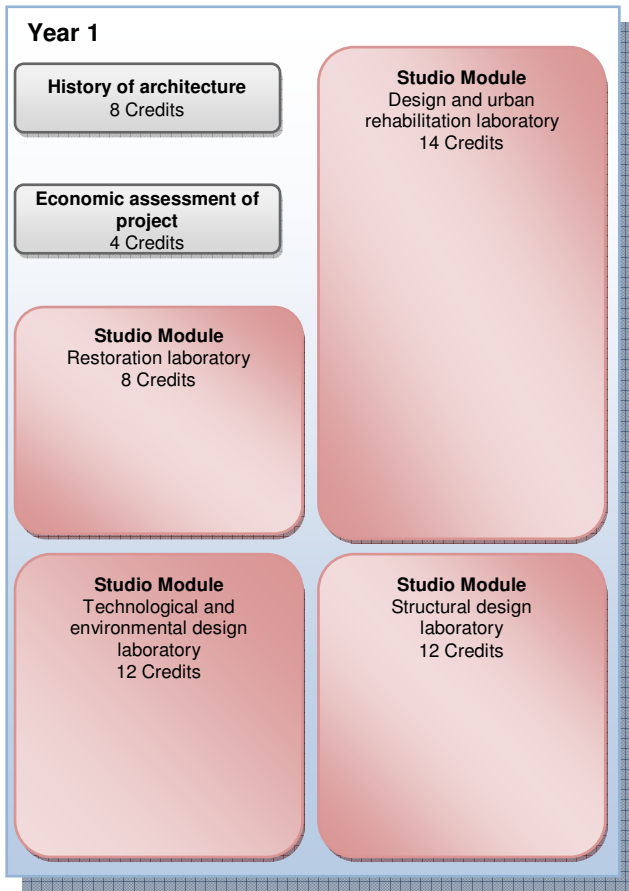 Year 1
History of architecture
8 Credits
Economic assessment of
project
4 Credits
Studio Module
Restoration laboratory
8 Credits
Studio Module
Design and urban
rehabilitation laboratory
14 Credits
Studio Module
Technological and
environmental design
laboratory
12 Credits
Studio Module
Structural design
laboratory
12 Credits